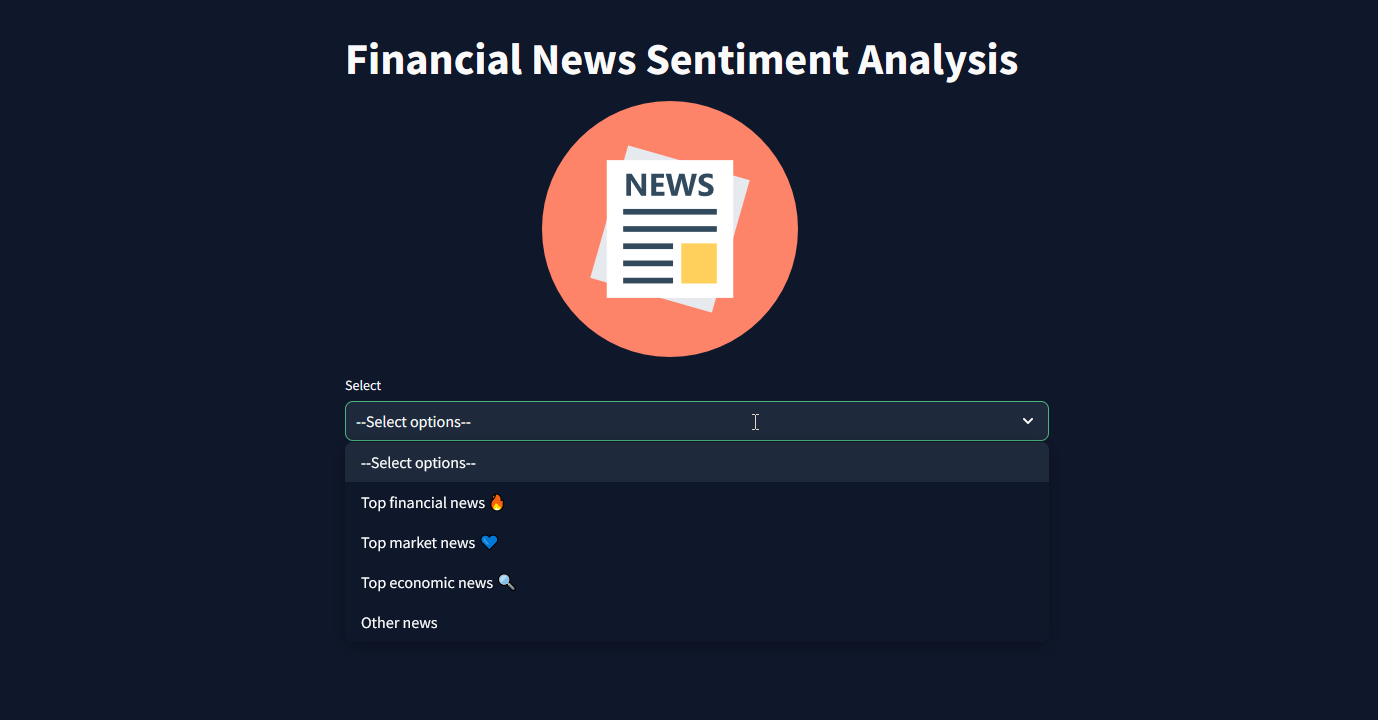 Financial News Sentiment Analysis
NEWS
Select
--Select options--
--Select options--
Top financial news 🔥
Top market news 💙
Top economic news 🔍
Other news